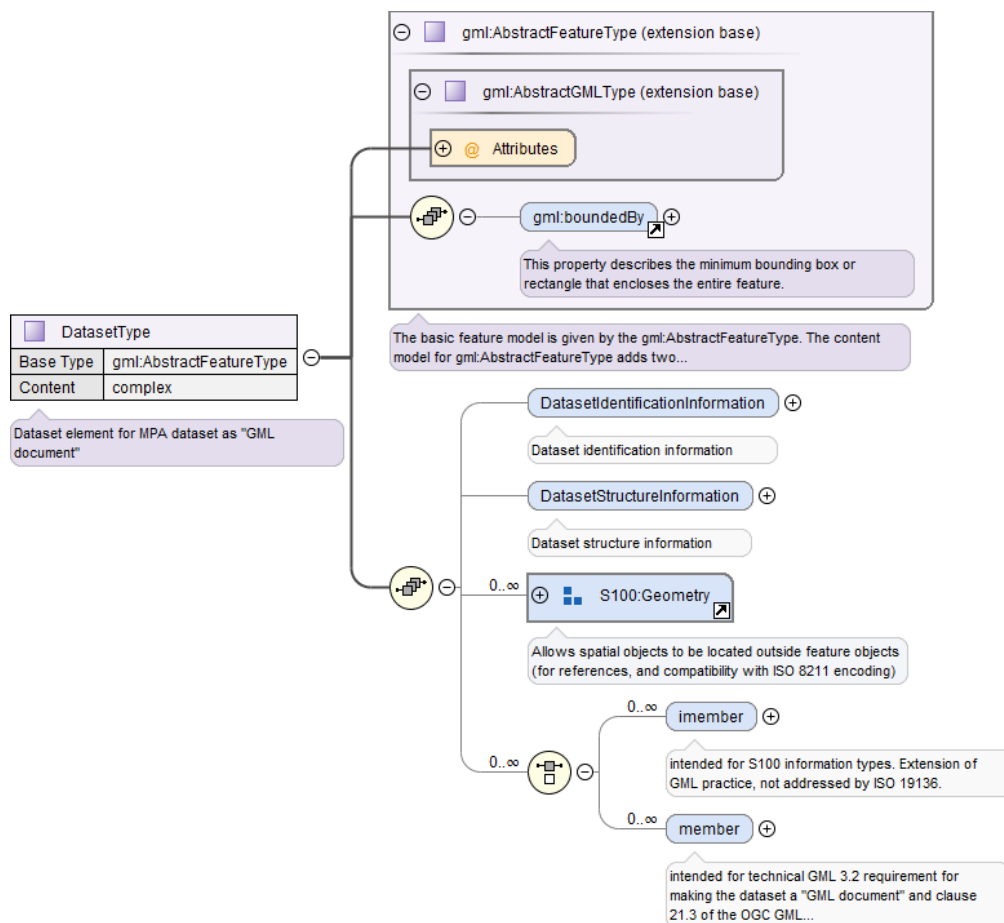 gml:AbstractFeatureType (extension base)
gml:AbstractGMLType (extension base)
@ Attributes
gml:boundedBy
This property describes the minimum bounding box or
rectangle that encloses the entire feature.
The basic feature model is given by the gml:AbstractFeatureType. The content
model for gml:AbstractFeatureType adds two...
DatasetType
Base Type gml:AbstractFeatureType
Content complex
Dataset element for MPA dataset as "GML
document"
DatasetIdentificationInformation
Dataset identification information
DatasetStructureInformation
Dataset structure information
0..∞ S100:Geometry
Allows spatial objects to be located outside feature objects
(for references, and compatibility with ISO 8211 encoding)
0..∞
0..∞ imember
intended for S100 information types. Extension of
GML practice, not addressed by ISO 19136.
0..∞ member
intended for technical GML 3.2 requirement for
making the dataset a "GML document" and clause
21.3 of the OGC GML...